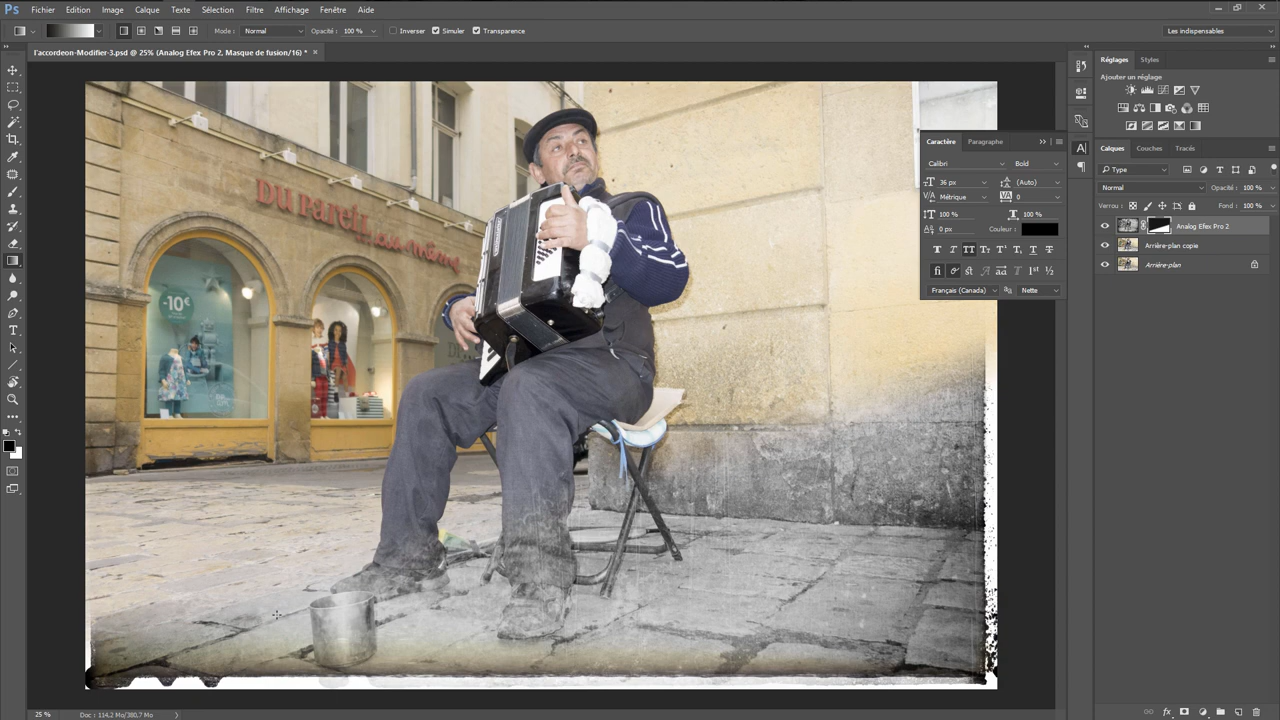 Ps Fichier Edition Image Calque Texte Sélection Filtre Affichage Fenêtre Aide
Mode : Normal Opacité : 100 % Inverser Simuler Transparence Les indispensables
l'accordeon-Modifier-3.psd @ 25% (Analog Efex Pro 2, Masque de fusion/16) * ×
Réglages Styles
Ajouter un réglage
Caractère Paragraphe
Calibri Bold
36 px (Auto)
Métrique 0
100 % 100 %
0 px Couleur :
Français (Canada) Nette
Calques Couches Tracés
Type
Normal Opacité : 100 %
Verrou : Fond : 100 %
Analog Efex Pro 2
Arrière-plan copie
Arrière-plan
DU PareiL
...au même
-10€
DU
25 % Doc : 114,2 Mo/380,7 Mo